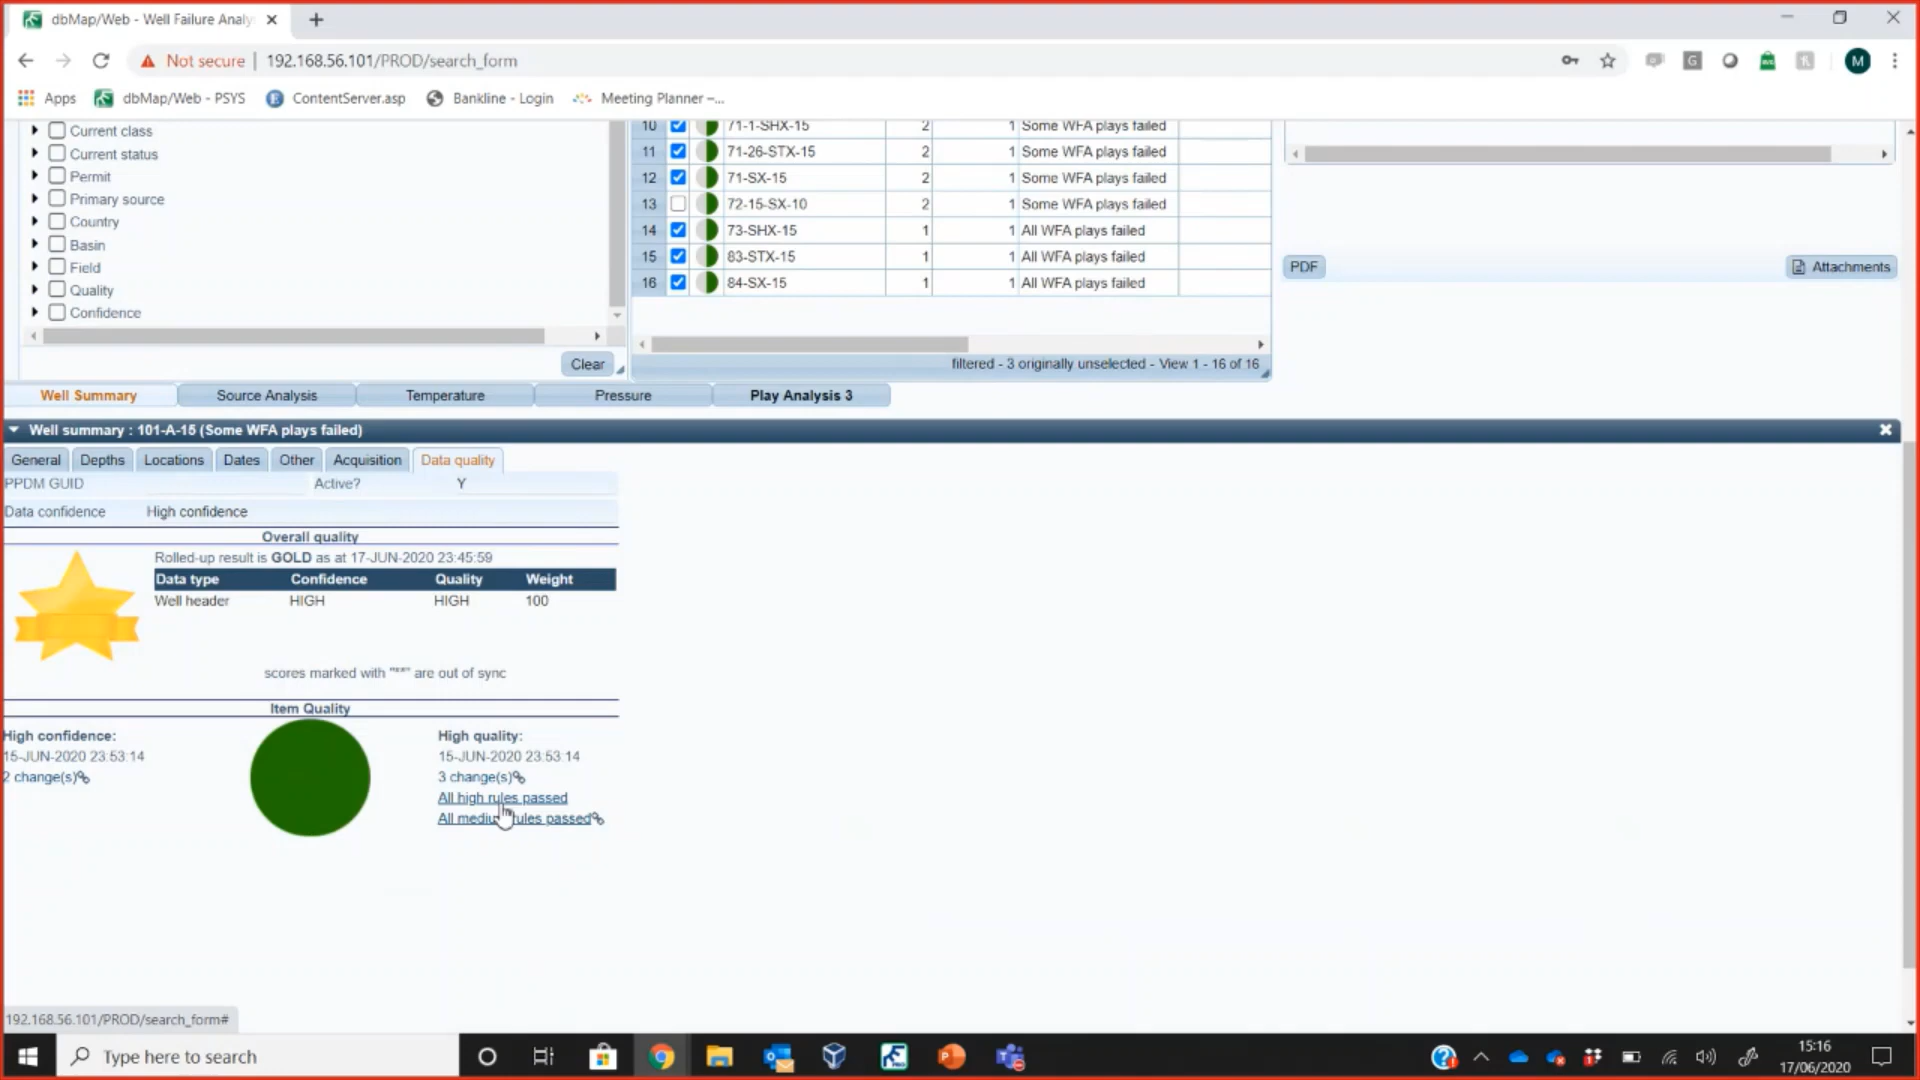 dbMap/Web - Well Failure Analy
Not secure | 192.168.56.101/PROD/search_form
M
Apps dbMap/Web - PSYS ContentServer.asp Bankline - Login Meeting Planner –...
Current class
Current status
Permit
Primary source
Country
Basin
Field
Quality
Confidence
Clear
10 71-1-SHX-15 2 1 Some WFA plays failed
11 71-26-STX-15 2 1 Some WFA plays failed
12 71-SX-15 2 1 Some WFA plays failed
13 72-15-SX-10 2 1 Some WFA plays failed
14 73-SHX-15 1 1 All WFA plays failed
15 83-STX-15 1 1 All WFA plays failed
16 84-SX-15 1 1 All WFA plays failed
filtered - 3 originally unselected - View 1 - 16 of 16
PDF Attachments
Well Summary Source Analysis Temperature Pressure Play Analysis 3
Well summary : 101-A-15 (Some WFA plays failed)
General Depths Locations Dates Other Acquisition Data quality
PPDM GUID Active? Y
Data confidence High confidence
Overall quality
Rolled-up result is GOLD as at 17-JUN-2020 23:45:59
Data type Confidence Quality Weight
Well header HIGH HIGH 100
scores marked with "**" are out of sync
Item Quality
High confidence: High quality:
15-JUN-2020 23:53:14 15-JUN-2020 23:53:14
2 change(s) 3 change(s)
All high rules passed
All medium rules passed
192.168.56.101/PROD/search_form#
Type here to search
15:16
17/06/2020